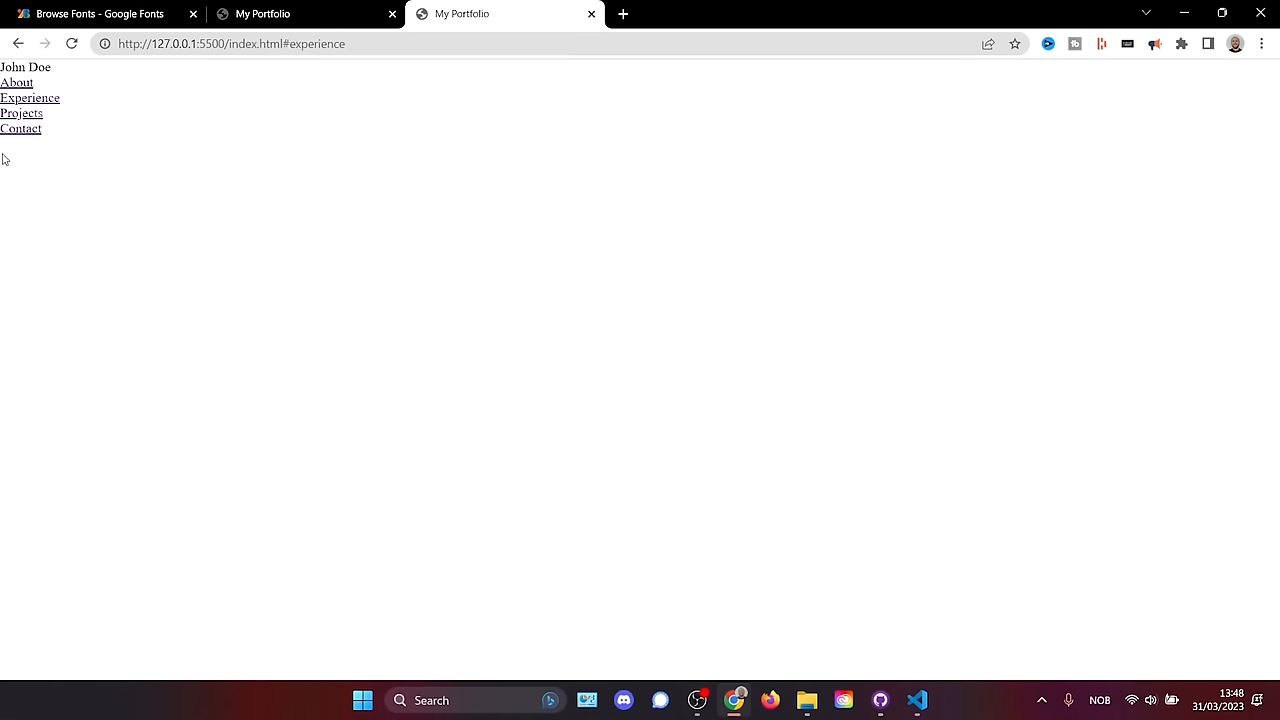 Browse Fonts - Google Fonts
My Portfolio
My Portfolio
http://127.0.0.1:5500/index.html#experience
John Doe
About
Experience
Projects
Contact
Search
NOB
13:48
31/03/2023